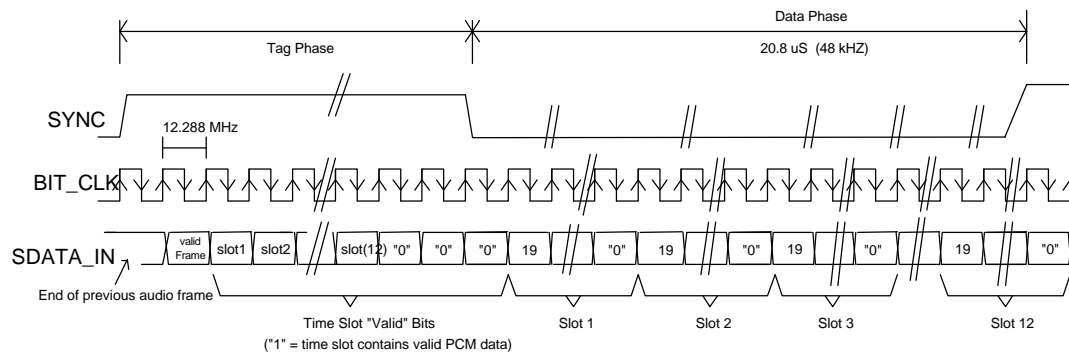 Data Phase
Tag Phase
20.8 uS (48 kHZ)
SYNC
12.288 MHz
BIT_CLK
SDATA_IN
valid
Frame
slot1
slot2
slot(12)
"0"
"0"
"0"
19
"0"
19
"0"
19
"0"
19
"0"
End of previous audio frame
Time Slot "Valid" Bits
("1" = time slot contains valid PCM data)
Slot 1
Slot 2
Slot 3
Slot 12